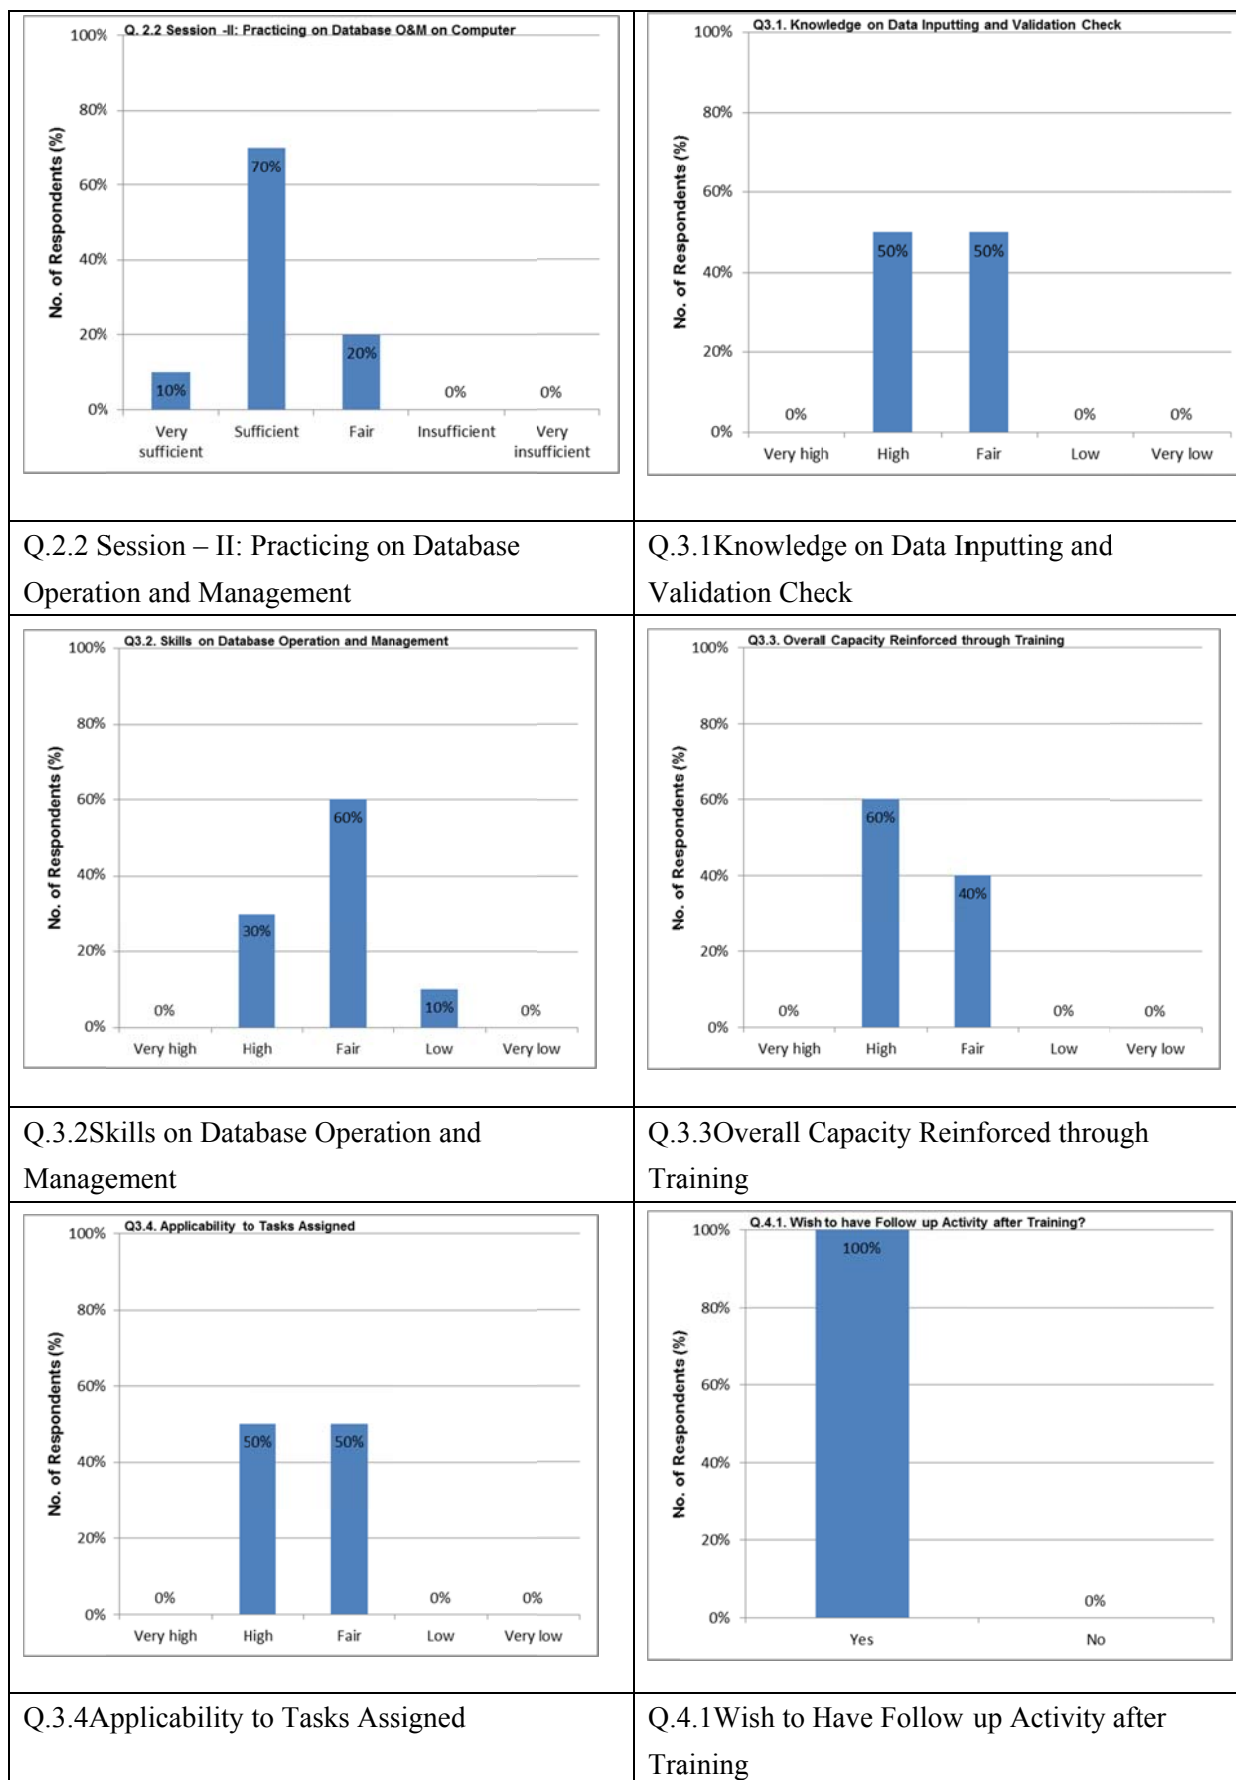 Q. 2.2 Session -II: Practicing on Database O&M on Computer
No. of Respondents (%)
100%
80%
60%
40%
20%
0%
10%
70%
20%
0%
0%
Very sufficient
Sufficient
Fair
Insufficient
Very insufficient
Q3.1. Knowledge on Data Inputting and Validation Check
No. of Respondents (%)
100%
80%
60%
40%
20%
0%
0%
50%
50%
0%
0%
Very high
High
Fair
Low
Very low
Q.2.2 Session – II: Practicing on Database
Operation and Management
Q.3.1Knowledge on Data Inputting and
Validation Check
Q3.2. Skills on Database Operation and Management
No. of Respondents (%)
100%
80%
60%
40%
20%
0%
0%
30%
60%
10%
0%
Very high
High
Fair
Low
Very low
Q3.3. Overall Capacity Reinforced through Training
No. of Respondents (%)
100%
80%
60%
40%
20%
0%
0%
60%
40%
0%
0%
Very high
High
Fair
Low
Very low
Q.3.2Skills on Database Operation and
Management
Q.3.3Overall Capacity Reinforced through
Training
Q3.4. Applicability to Tasks Assigned
No. of Respondents (%)
100%
80%
60%
40%
20%
0%
0%
50%
50%
0%
0%
Very high
High
Fair
Low
Very low
Q.4.1. Wish to have Follow up Activity after Training?
No. of Respondents (%)
100%
80%
60%
40%
20%
0%
100%
0%
Yes
No
Q.3.4Applicability to Tasks Assigned
Q.4.1Wish to Have Follow up Activity after
Training